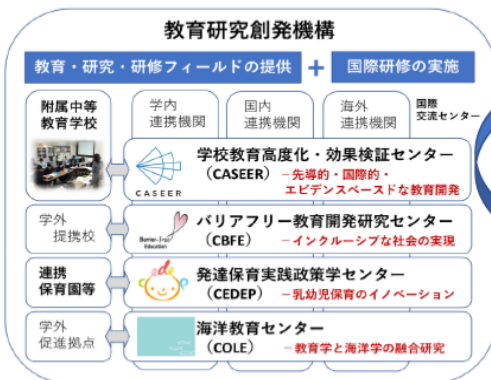 教育研究創発機構
教育・研究・研修フィールドの提供 + 国際研修の実施
附属中等
教育学校
学内
連携機関
国内
連携機関
海外
連携機関
国際
交流センター
CASEER
学校教育高度化・効果検証センター
(CASEER) －先導的・国際的・
エビデンスベースドな教育開発
学外
提携校
Barrier-Free
Education
バリアフリー教育開発研究センター
(CBFE) －インクルーシブな社会の実現
連携
保育園等
Cedep
発達保育実践政策学センター
(CEDEP) －乳幼児保育のイノベーション
学外
促進拠点
海洋教育センター
(COLE) －教育学と海洋学の融合研究